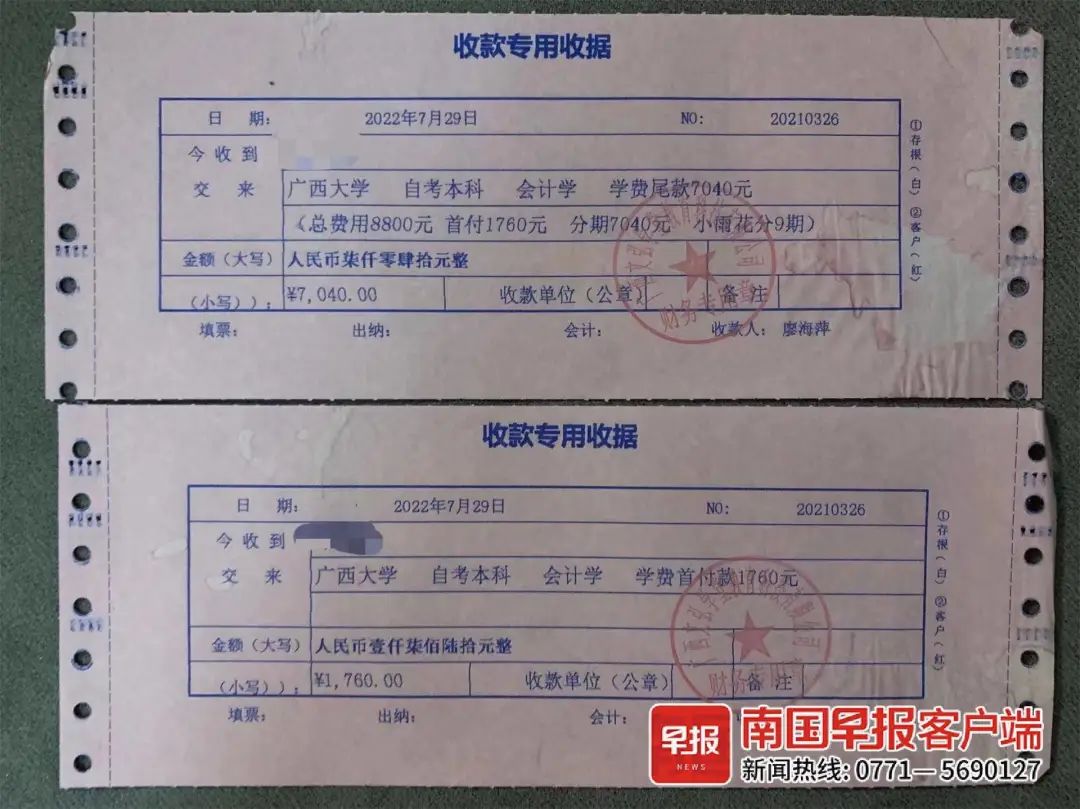 收款专用收据
日 期： 2022年7月29日 NO: 20210326
今 收 到
交 来 广西大学 自考本科 会计学 学费尾款7040元
（总费用8800元 首付1760元 分期7040元 小雨花分9期）
金额（大写） 人民币柒仟零肆拾元整
（小写））： ¥7,040.00 收款单位（公章） 备 注
填票： 出纳： 会计： 收款人： 廖海萍
①存根（白） ②客户（红）
财务专用章
收款专用收据
日 期： 2022年7月29日 NO: 20210326
今 收 到
交 来 广西大学 自考本科 会计学 学费首付款1760元
金额（大写） 人民币壹仟柒佰陆拾元整
（小写））： ¥1,760.00 收款单位（公章） 备 注
填票： 出纳： 会计：
①存根（白） ②客户（红）
财务专用
早报
NEWS
南国早报客户端
新闻热线: 0771—5690127